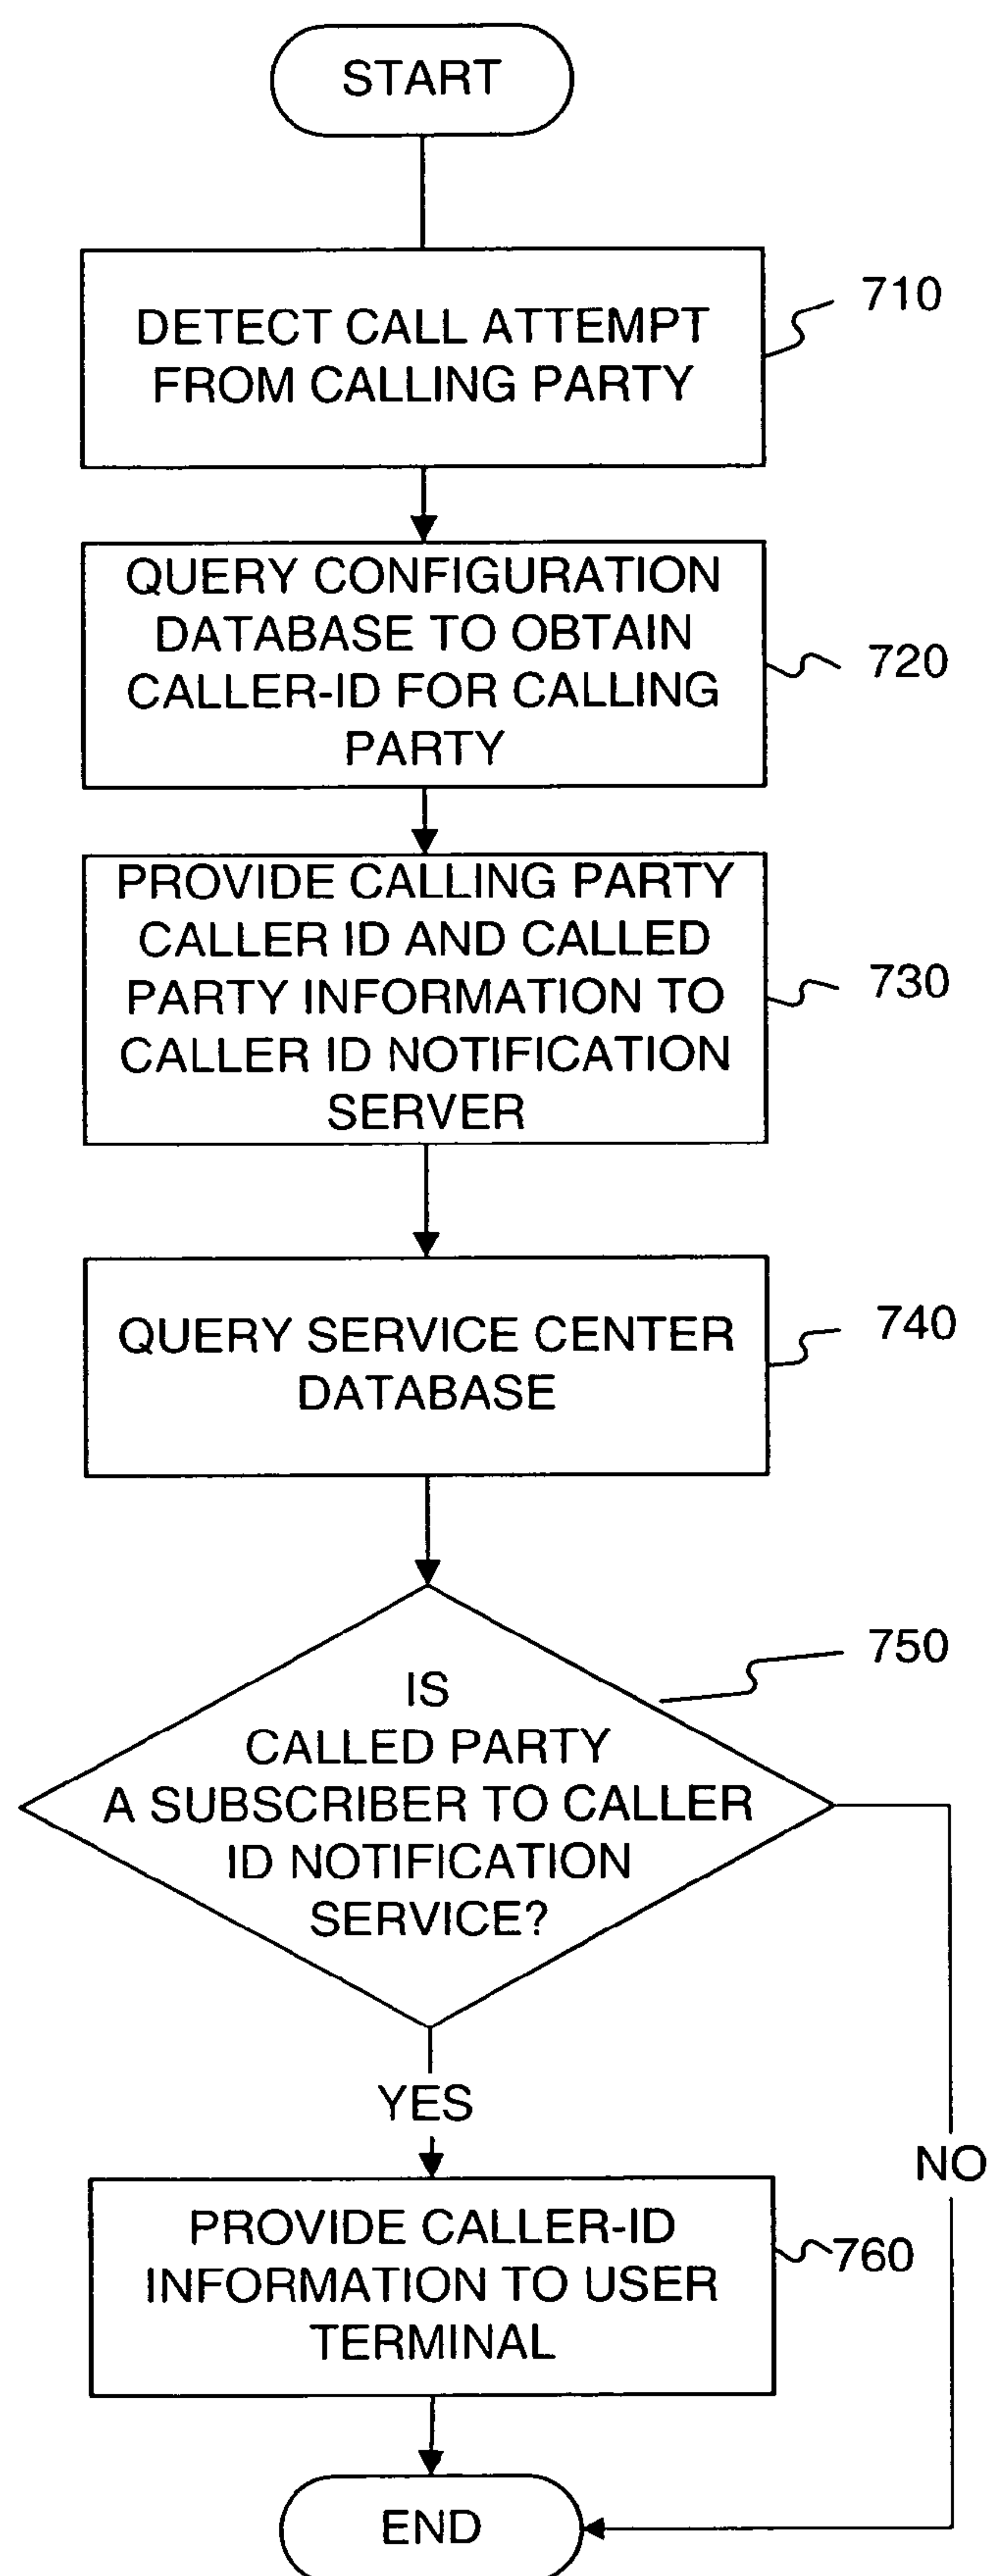 START
DETECT CALL ATTEMPT
FROM CALLING PARTY
710
QUERY CONFIGURATION
DATABASE TO OBTAIN
CALLER-ID FOR CALLING
PARTY
720
PROVIDE CALLING PARTY
CALLER ID AND CALLED
PARTY INFORMATION TO
CALLER ID NOTIFICATION
SERVER
730
QUERY SERVICE CENTER
DATABASE
740
IS
CALLED PARTY
A SUBSCRIBER TO CALLER
ID NOTIFICATION
SERVICE?
750
YES
NO
PROVIDE CALLER-ID
INFORMATION TO USER
TERMINAL
760
END